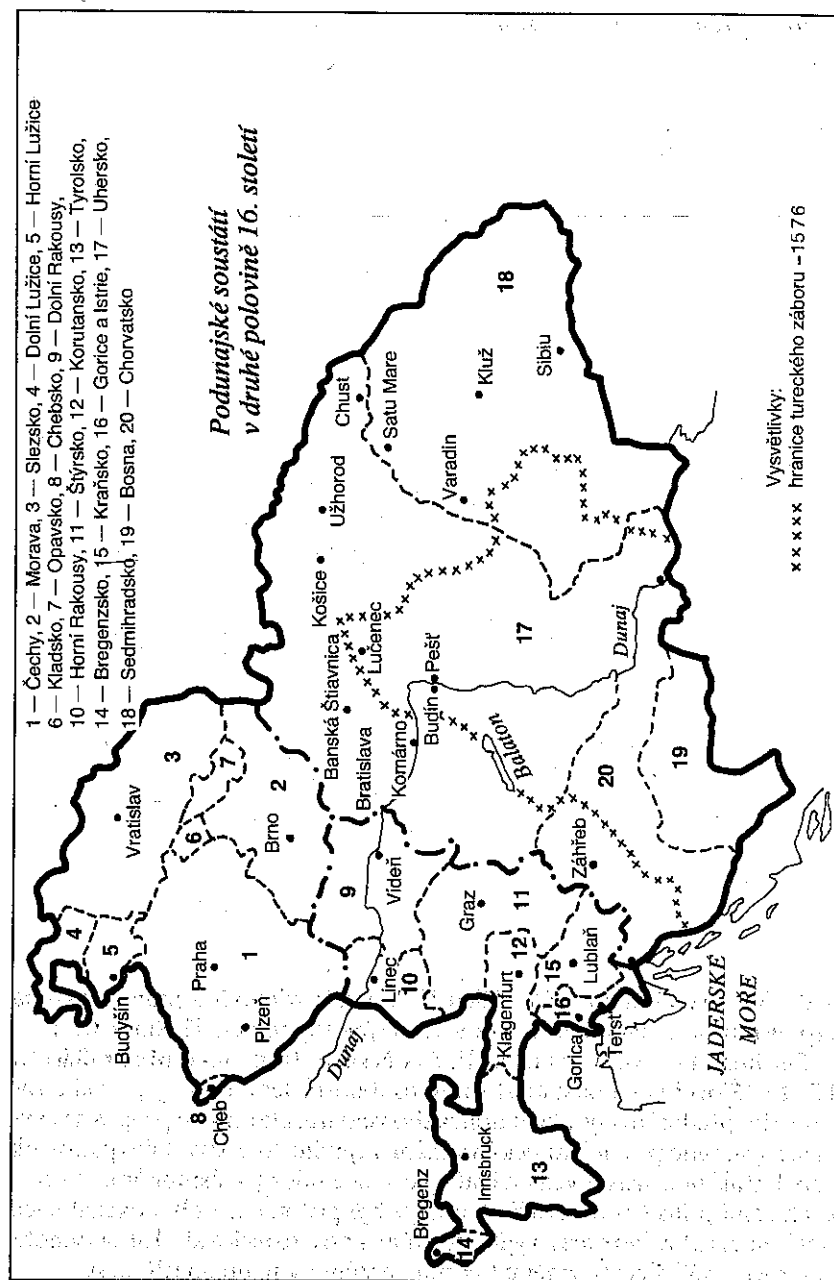 1 — Čechy, 2 — Morava, 3 — Slezsko, 4 — Dolní Lužice, 5 — Horní Lužice
6 — Kladsko, 7 — Opavsko, 8 — Chebsko, 9 — Dolní Rakousy,
10 — Horní Rakousy, 11 — Štýrsko, 12 — Korutansko, 13 — Tyrolsko,
14 — Bregenzsko, 15 — Kraňsko, 16 — Gorice a Istrie, 17 — Uhersko,
18 — Sedmihradsko, 19 — Bosna, 20 — Chorvatsko
Podunajské soustátí
v druhé polovině 16. století
4
5
Budyšín
Vratislav
3
Praha
1
Plzeň
8
Cheb
6
7
2
Brno
Dunaj
Línec
10
9
Vídeň
Bratislava
Banská Štiavnica
Košice
Užhorod
Chust
Satu Mare
Lučenec
Komárno
Budín
Pešť
Bregenz
14
Innsbruck
13
Klagenfurt
12
Graz
11
Balaton
17
Varadin
Kluž
18
Sibiu
Gorica
16
15
Lublaň
Terst
Záhřeb
20
19
Dunaj
JADERSKÉ
MOŘE
Vysvětlivky:
××××× hranice tureckého záboru –1576